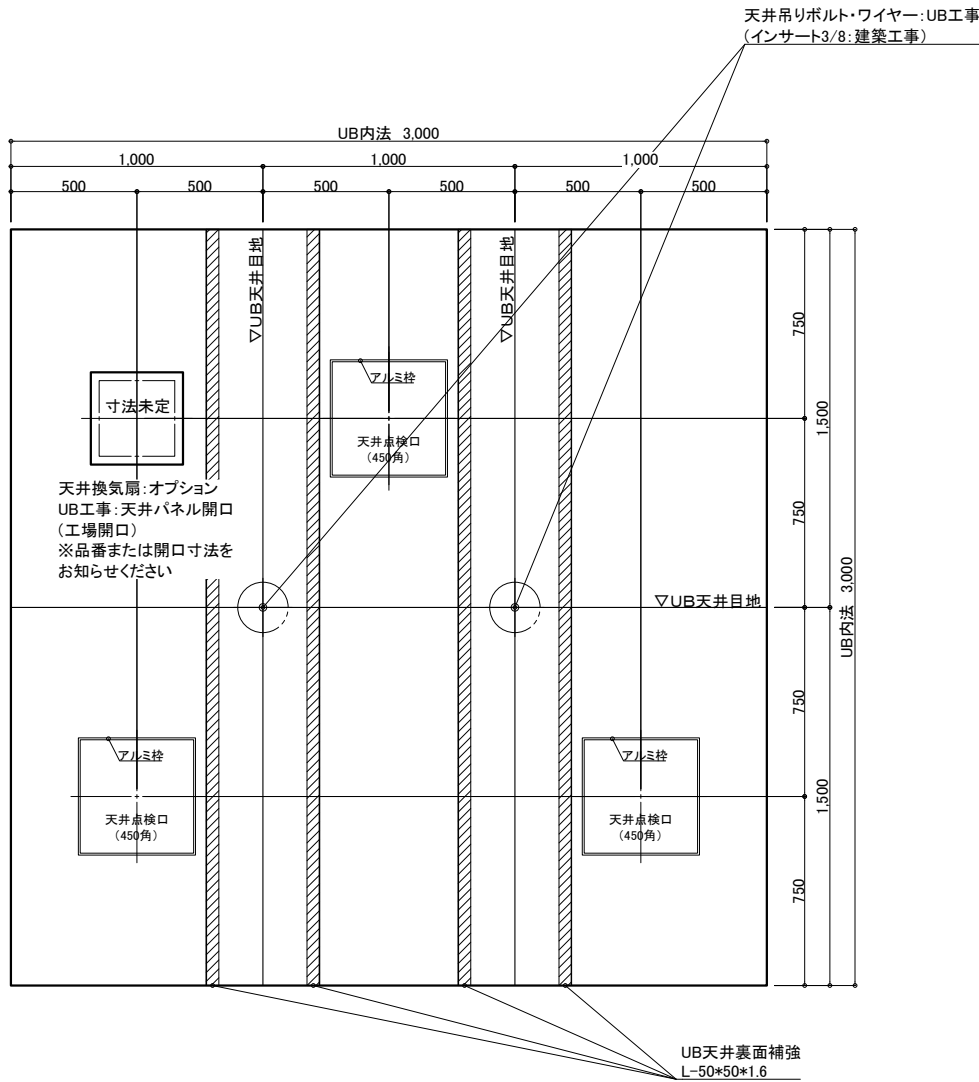 天井吊りボルト・ワイヤー:UB工事
(インサート3/8:建築工事)
UB内法 3,000
1,000
1,000
1,000
500
500
500
500
500
500
▽UB天井目地
▽UB天井目地
アルミ枠
天井点検口
(450角)
寸法未定
天井換気扇:オプション
UB工事:天井パネル開口
(工場開口)
※品番または開口寸法を
お知らせください
▽UB天井目地
アルミ枠
天井点検口
(450角)
アルミ枠
天井点検口
(450角)
750
750
750
750
1,500
1,500
UB内法 3,000
UB天井裏面補強
L-50*50*1.6